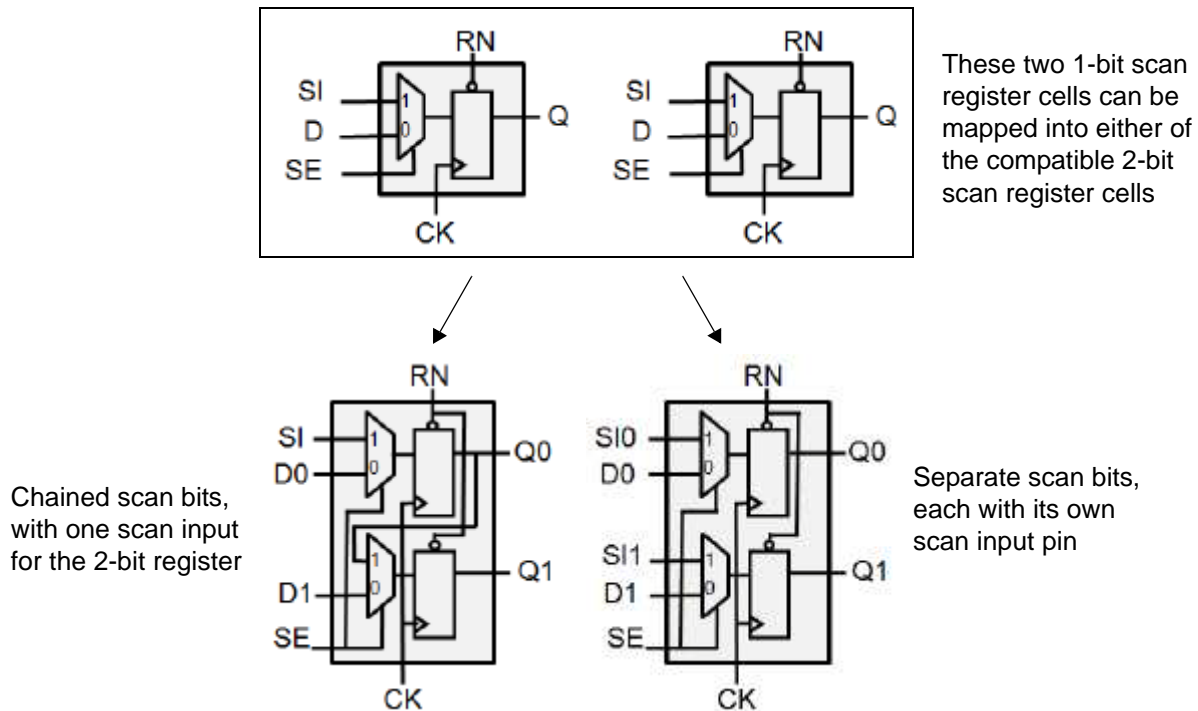 RN
RN
These two 1-bit scan
register cells can be
mapped into either of
the compatible 2-bit
scan register cells
SI
1
D
0
SE
Q
CK
SI
1
D
0
SE
Q
CK
RN
RN
Chained scan bits,
with one scan input
for the 2-bit register
SI
1
D0
0
Q0
1
D1
0
Q1
SE
CK
SI0
1
D0
0
Q0
SI1
1
D1
0
Q1
SE
CK
Separate scan bits,
each with its own
scan input pin